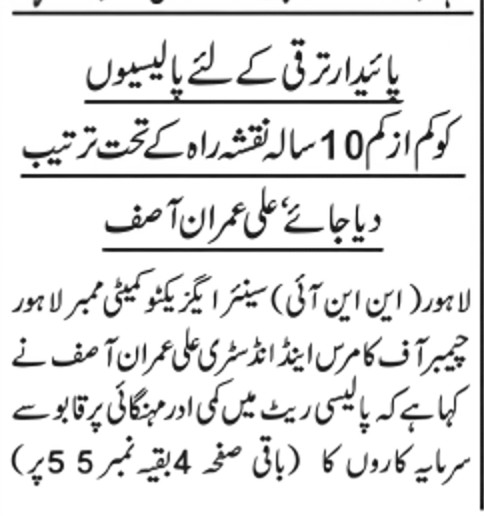 پائیدار ترقی کے لئے پالیسیوں
کو کم از کم 10 سالہ نقشہ راہ کے تحت ترتیب
دیا جائے، علی عمران آصف
لاہور( این این آئی) سینئر ایگزیکٹو کمیٹی ممبر لاہور
چیمبر آف کامرس اینڈ انڈسٹری علی عمران آصف نے
کہا ہے کہ پالیسی ریٹ میں کمی اور مہنگائی پر قابو سے
سرمایہ کاروں کا (باقی صفحہ 4 بقیہ نمبر 55 پر)